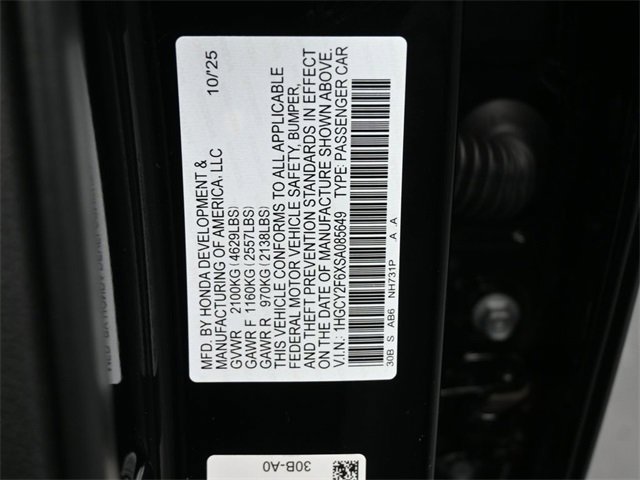 10/'25
MFD. BY HONDA DEVELOPMENT &
MANUFACTURING OF AMERICA, LLC
GVWR 2100KG (4629LBS)
GAWR F 1160KG (2557LBS)
GAWR R 970KG (2138LBS)
THIS VEHICLE CONFORMS TO ALL APPLICABLE
FEDERAL MOTOR VEHICLE SAFETY, BUMPER,
AND THEFT PREVENTION STANDARDS IN EFFECT
ON THE DATE OF MANUFACTURE SHOWN ABOVE.
V.I.N.: 1HGCY2F6XSA085649 TYPE: PASSENGER CAR
30B S AB6 NH731P .A .A
30B-A0